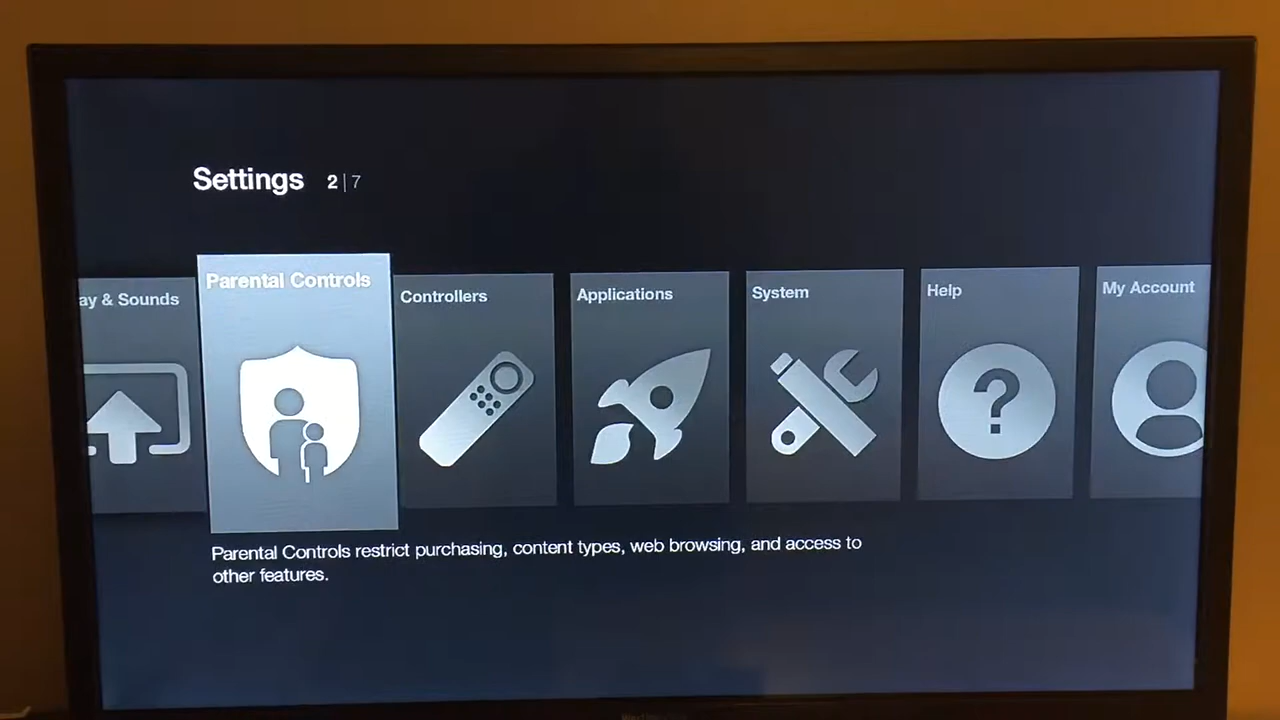 Settings 2|7
ay & Sounds
Parental Controls
Controllers
Applications
System
Help
My Account
Parental Controls restrict purchasing, content types, web browsing, and access to
other features.